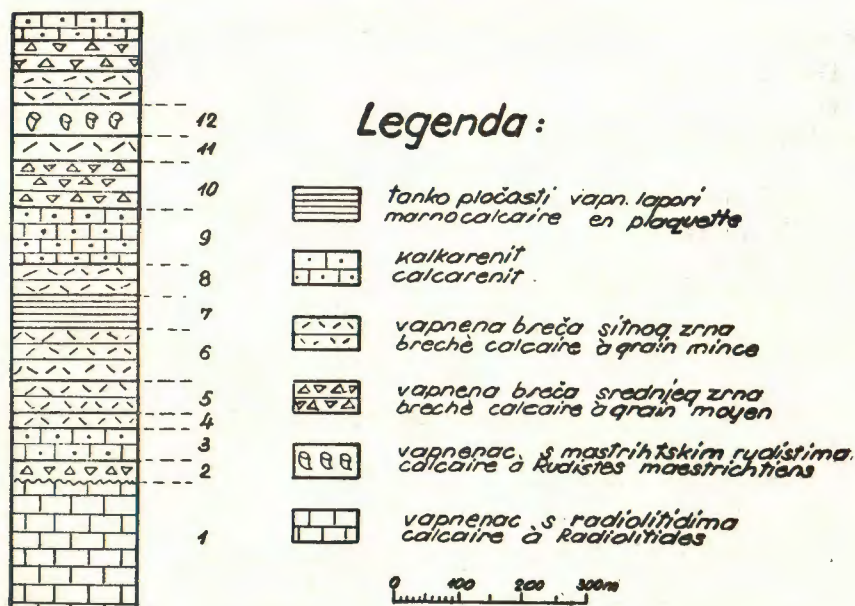 12
11
10
9
8
7
6
5
4
3
2
1
Legenda:
tanko pločasti vapn. lapori
marnocalcaire en plaquette
kalkarenit
calcarenit
vapnena breča sitnog zrna
brechè calcaire à grain mince
vapnena breča srednjeg zrna
brechè calcaire à grain moyen
vapnenac s mastrihtskim rudistima
calcaire à Rudistes maestrichtiens
vapnenac s radiolitidima
calcaire à Radiolitides
0 100 200 300m